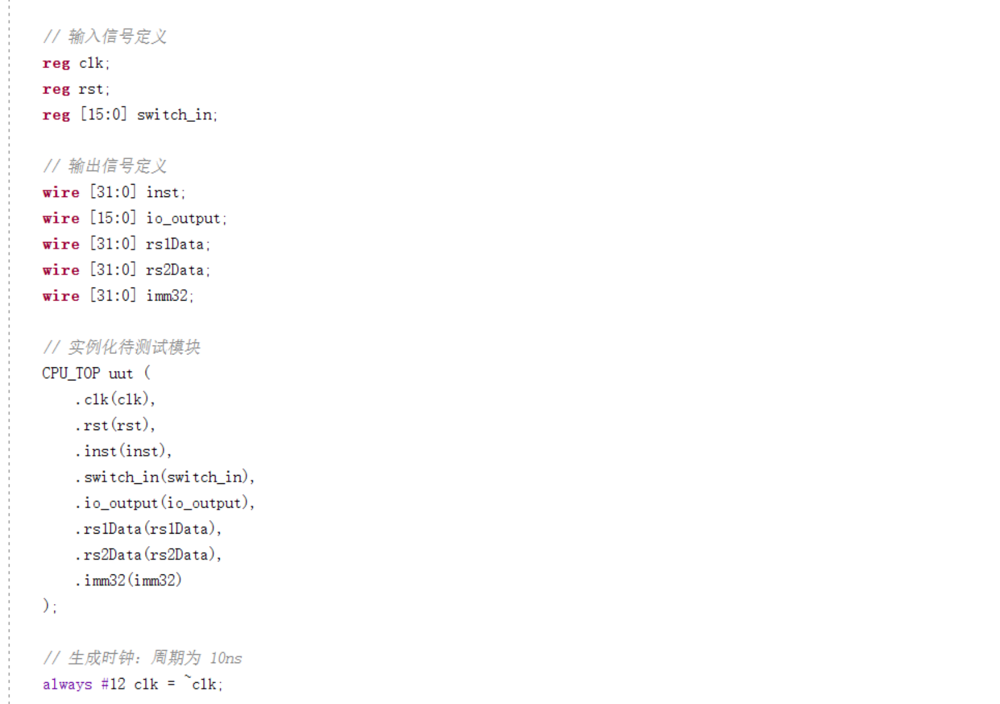 // 输入信号定义
reg clk;
reg rst;
reg [15:0] switch_in;
// 输出信号定义
wire [31:0] inst;
wire [15:0] io_output;
wire [31:0] rs1Data;
wire [31:0] rs2Data;
wire [31:0] imm32;
// 实例化待测试模块
CPU_TOP uut (
.clk(clk),
.rst(rst),
.inst(inst),
.switch_in(switch_in),
.io_output(io_output),
.rs1Data(rs1Data),
.rs2Data(rs2Data),
.imm32(imm32)
);
// 生成时钟：周期为 10ns
always #12 clk = ~clk;